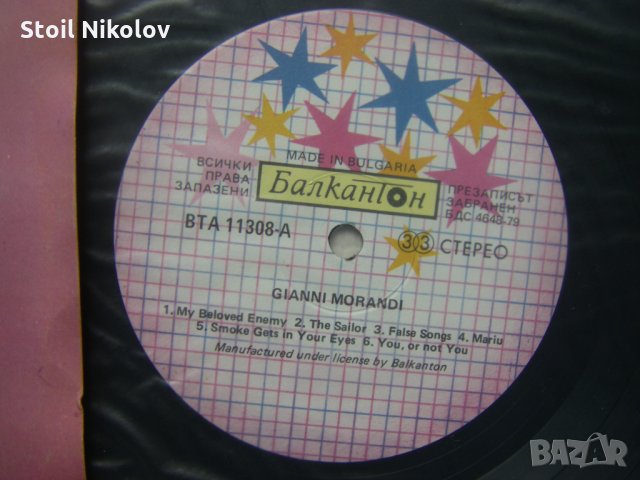 Stoil Nikolov
MADE IN BULGARIA
ВСИЧКИ
ПРАВА
ЗАПАЗЕНИ
Балкантон
ПРЕЗАПИСЪТ
ЗАБРАНЕН
БДС 4648-79
ВТА 11308-А
33 СТЕРЕО
GIANNI MORANDI
1. My Beloved Enemy 2. The Sailor 3. False Songs 4. Mariu
5. Smoke Gets in Your Eyes 6. You, or not You
Manufactured under license by Balkanton
BAZAR